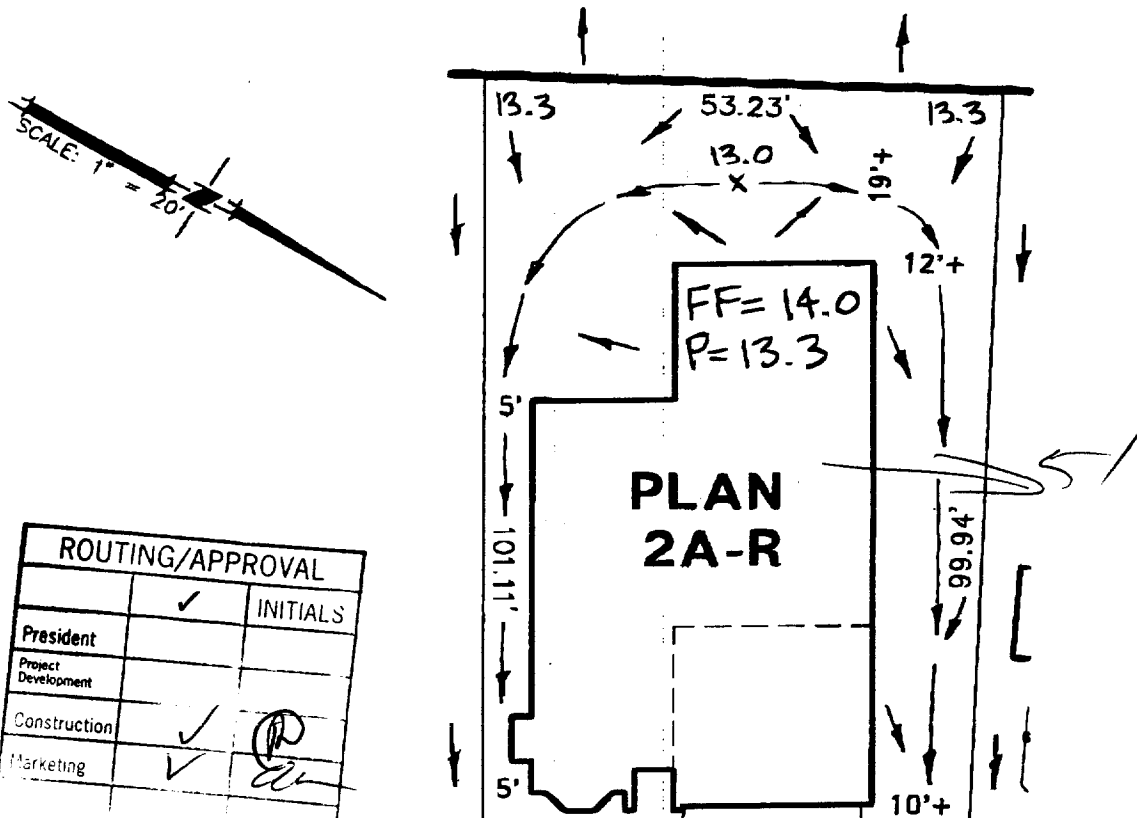 SCALE: 1" = 20'
13.3
53.23'
13.3
13.0
x
19'+
12'+
FF= 14.0
P= 13.3
5'
PLAN
2A-R
101.11'
99.94'
5'
10'+
ROUTING/APPROVAL
✓ INITIALS
President
Project
Development
Construction ✓
Marketing ✓